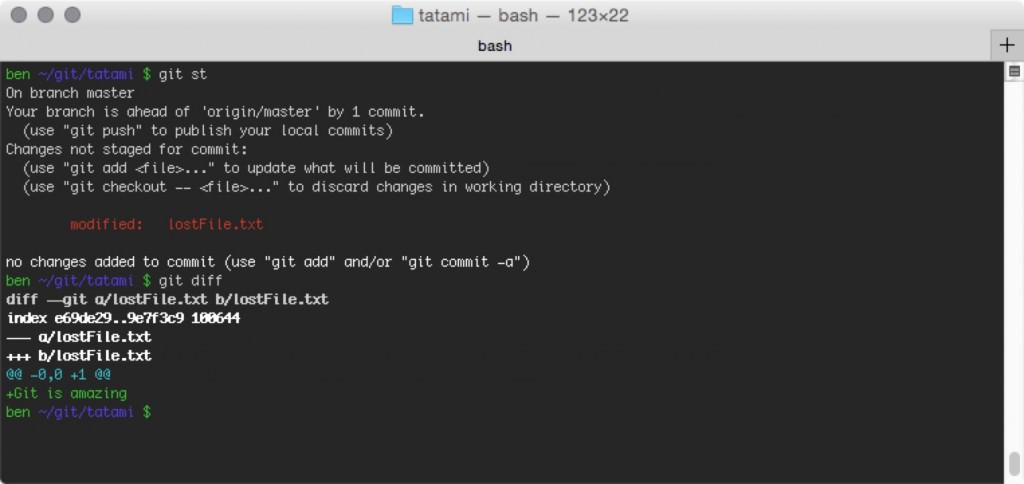 tatami — bash — 123×22
bash
+
ben ~/git/tatami $ git st
On branch master
Your branch is ahead of 'origin/master' by 1 commit.
  (use "git push" to publish your local commits)
Changes not staged for commit:
  (use "git add <file>..." to update what will be committed)
  (use "git checkout -- <file>..." to discard changes in working directory)
        modified:   lostFile.txt
no changes added to commit (use "git add" and/or "git commit -a")
ben ~/git/tatami $ git diff
diff --git a/lostFile.txt b/lostFile.txt
index e69de29..9e7f3c9 100644
--- a/lostFile.txt
+++ b/lostFile.txt
@@ -0,0 +1 @@
+Git is amazing
ben ~/git/tatami $